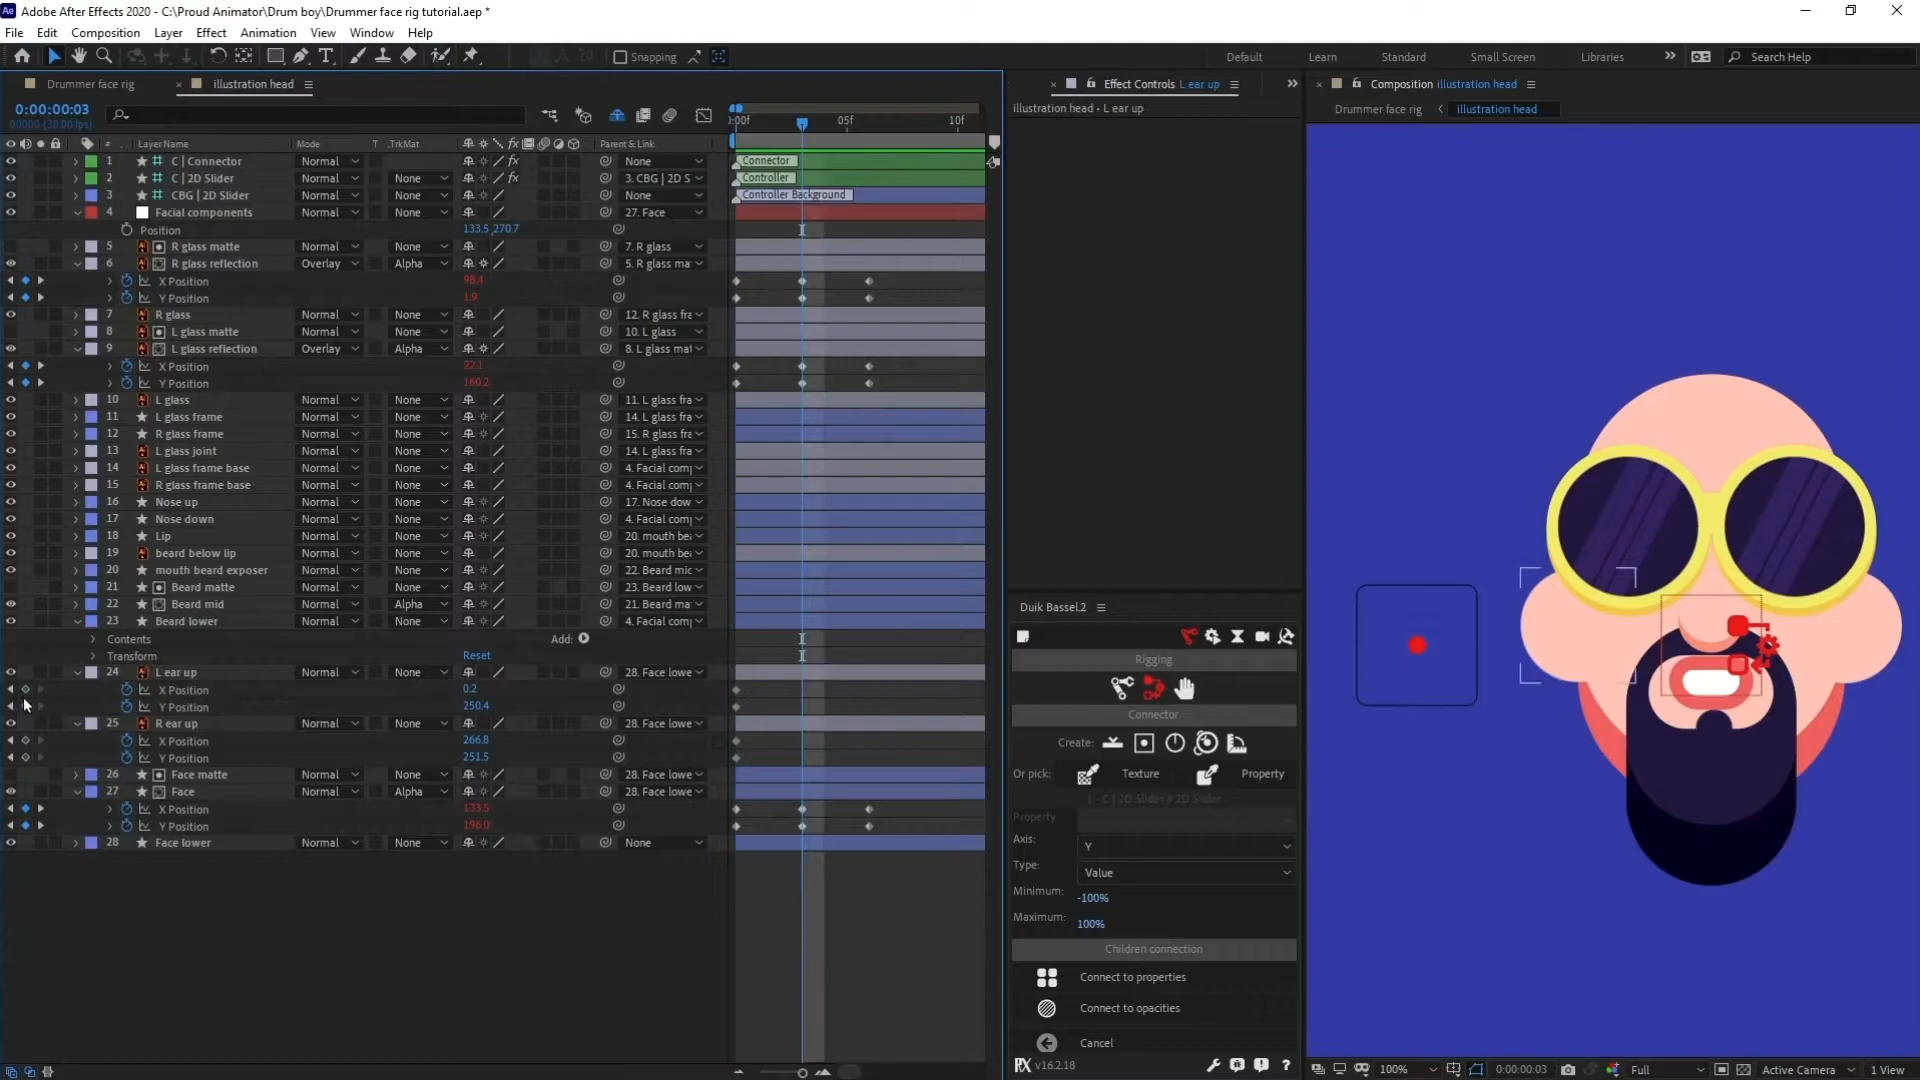 Ae Adobe After Effects 2020 - C:\Proud Animator\Drum boy\Drummer face rig tutorial.aep *
File Edit Composition Layer Effect Animation View Window Help
Snapping Default Learn Standard Small Screen Libraries Search Help
Drummer face rig illustration head
Effect Controls L ear up
Composition illustration head
0:00:00:03
00000 (30.00 fps)
illustration head • L ear up
Drummer face rig illustration head
:00f 05f 10f
# Layer Name Mode T .TrkMat Parent & Link
1 C | Connector Normal None Connector
2 C | 2D Slider Normal None 3. CBG | 2D S Controller
3 CBG | 2D Slider Normal None None Controller Background
4 Facial components Normal None 27. Face
Position 133.5,270.7
5 R glass matte Normal None 7. R glass
6 R glass reflection Overlay Alpha 5. R glass ma
X Position 98.4
Y Position 1.9
7 R glass Normal None 12. R glass fra
8 L glass matte Normal None 10. L glass
9 L glass reflection Overlay Alpha 8. L glass mat
X Position 22.1
Y Position 160.2
10 L glass Normal None 11. L glass fra
11 L glass frame Normal None 14. L glass fra
12 R glass frame Normal None 15. R glass fra
13 L glass joint Normal None 14. L glass fra
14 L glass frame base Normal None 4. Facial com
15 R glass frame base Normal None 4. Facial com
16 Nose up Normal None 17. Nose dow
17 Nose down Normal None 4. Facial com
18 Lip Normal None 20. mouth be
19 beard below lip Normal None 20. mouth be
20 mouth beard exposer Normal None 22. Beard mic
21 Beard matte Normal None 23. Beard low
22 Beard mid Normal Alpha 21. Beard ma
23 Beard lower Normal None 4. Facial com
Contents Add:
Transform Reset
24 L ear up Normal None 28. Face lowe
X Position 0.2
Y Position 250.4
25 R ear up Normal None 28. Face lowe
X Position 266.8
Y Position 251.5
26 Face matte Normal None 28. Face lowe
27 Face Normal Alpha 28. Face lowe
X Position 133.5
Y Position 196.0
28 Face lower Normal None None
Duik Bassel.2
Rigging
Connector
Create:
Or pick: Texture Property
1 - C | 2D Slider # 2D Slider
Property
Axis: Y
Type: Value
Minimum: -100%
Maximum: 100%
Children connection
Connect to properties
Connect to opacities
Cancel
v16.2.18
100% 0:00:00:03 Full Active Camera 1 View